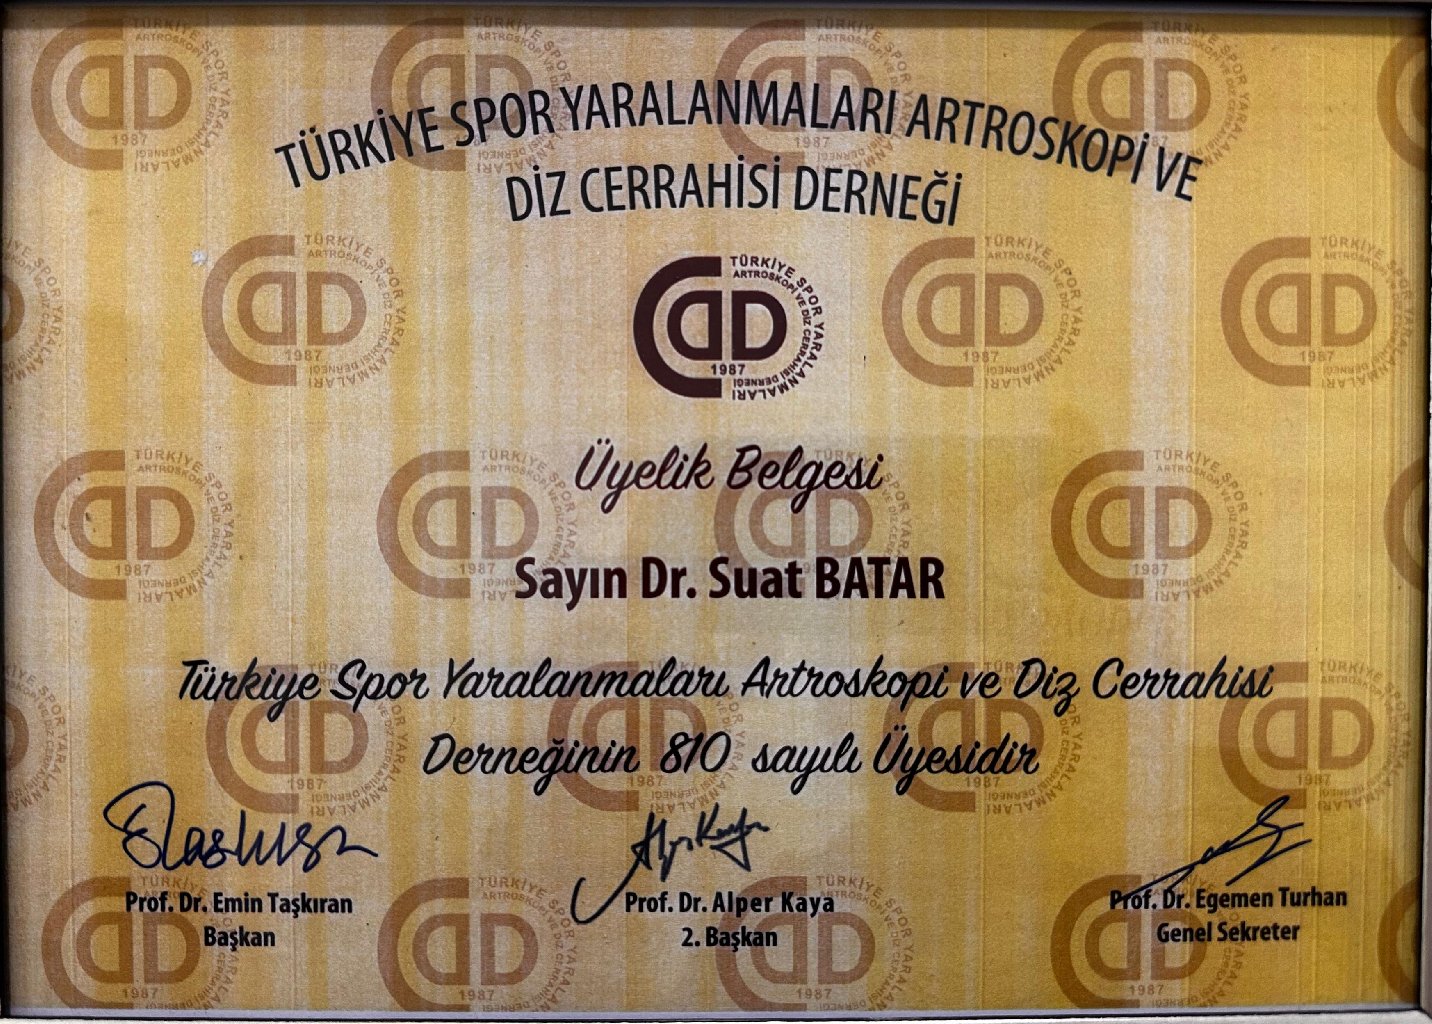 TÜRKİYE SPOR YARALANMALARI ARTROSKOPİ VE
DİZ CERRAHİSİ DERNEĞİ
TÜRKİYE SPOR YARALANMALARI
ARTROSKOPİ VE DİZ CERRAHİSİ DERNEĞİ
1987
Üyelik Belgesi
Sayın Dr. Suat BATAR
Türkiye Spor Yaralanmaları Artroskopi ve Diz Cerrahisi
Derneğinin 810 sayılı Üyesidir
Prof. Dr. Emin Taşkıran
Başkan
Prof. Dr. Alper Kaya
2. Başkan
Prof. Dr. Egemen Turhan
Genel Sekreter